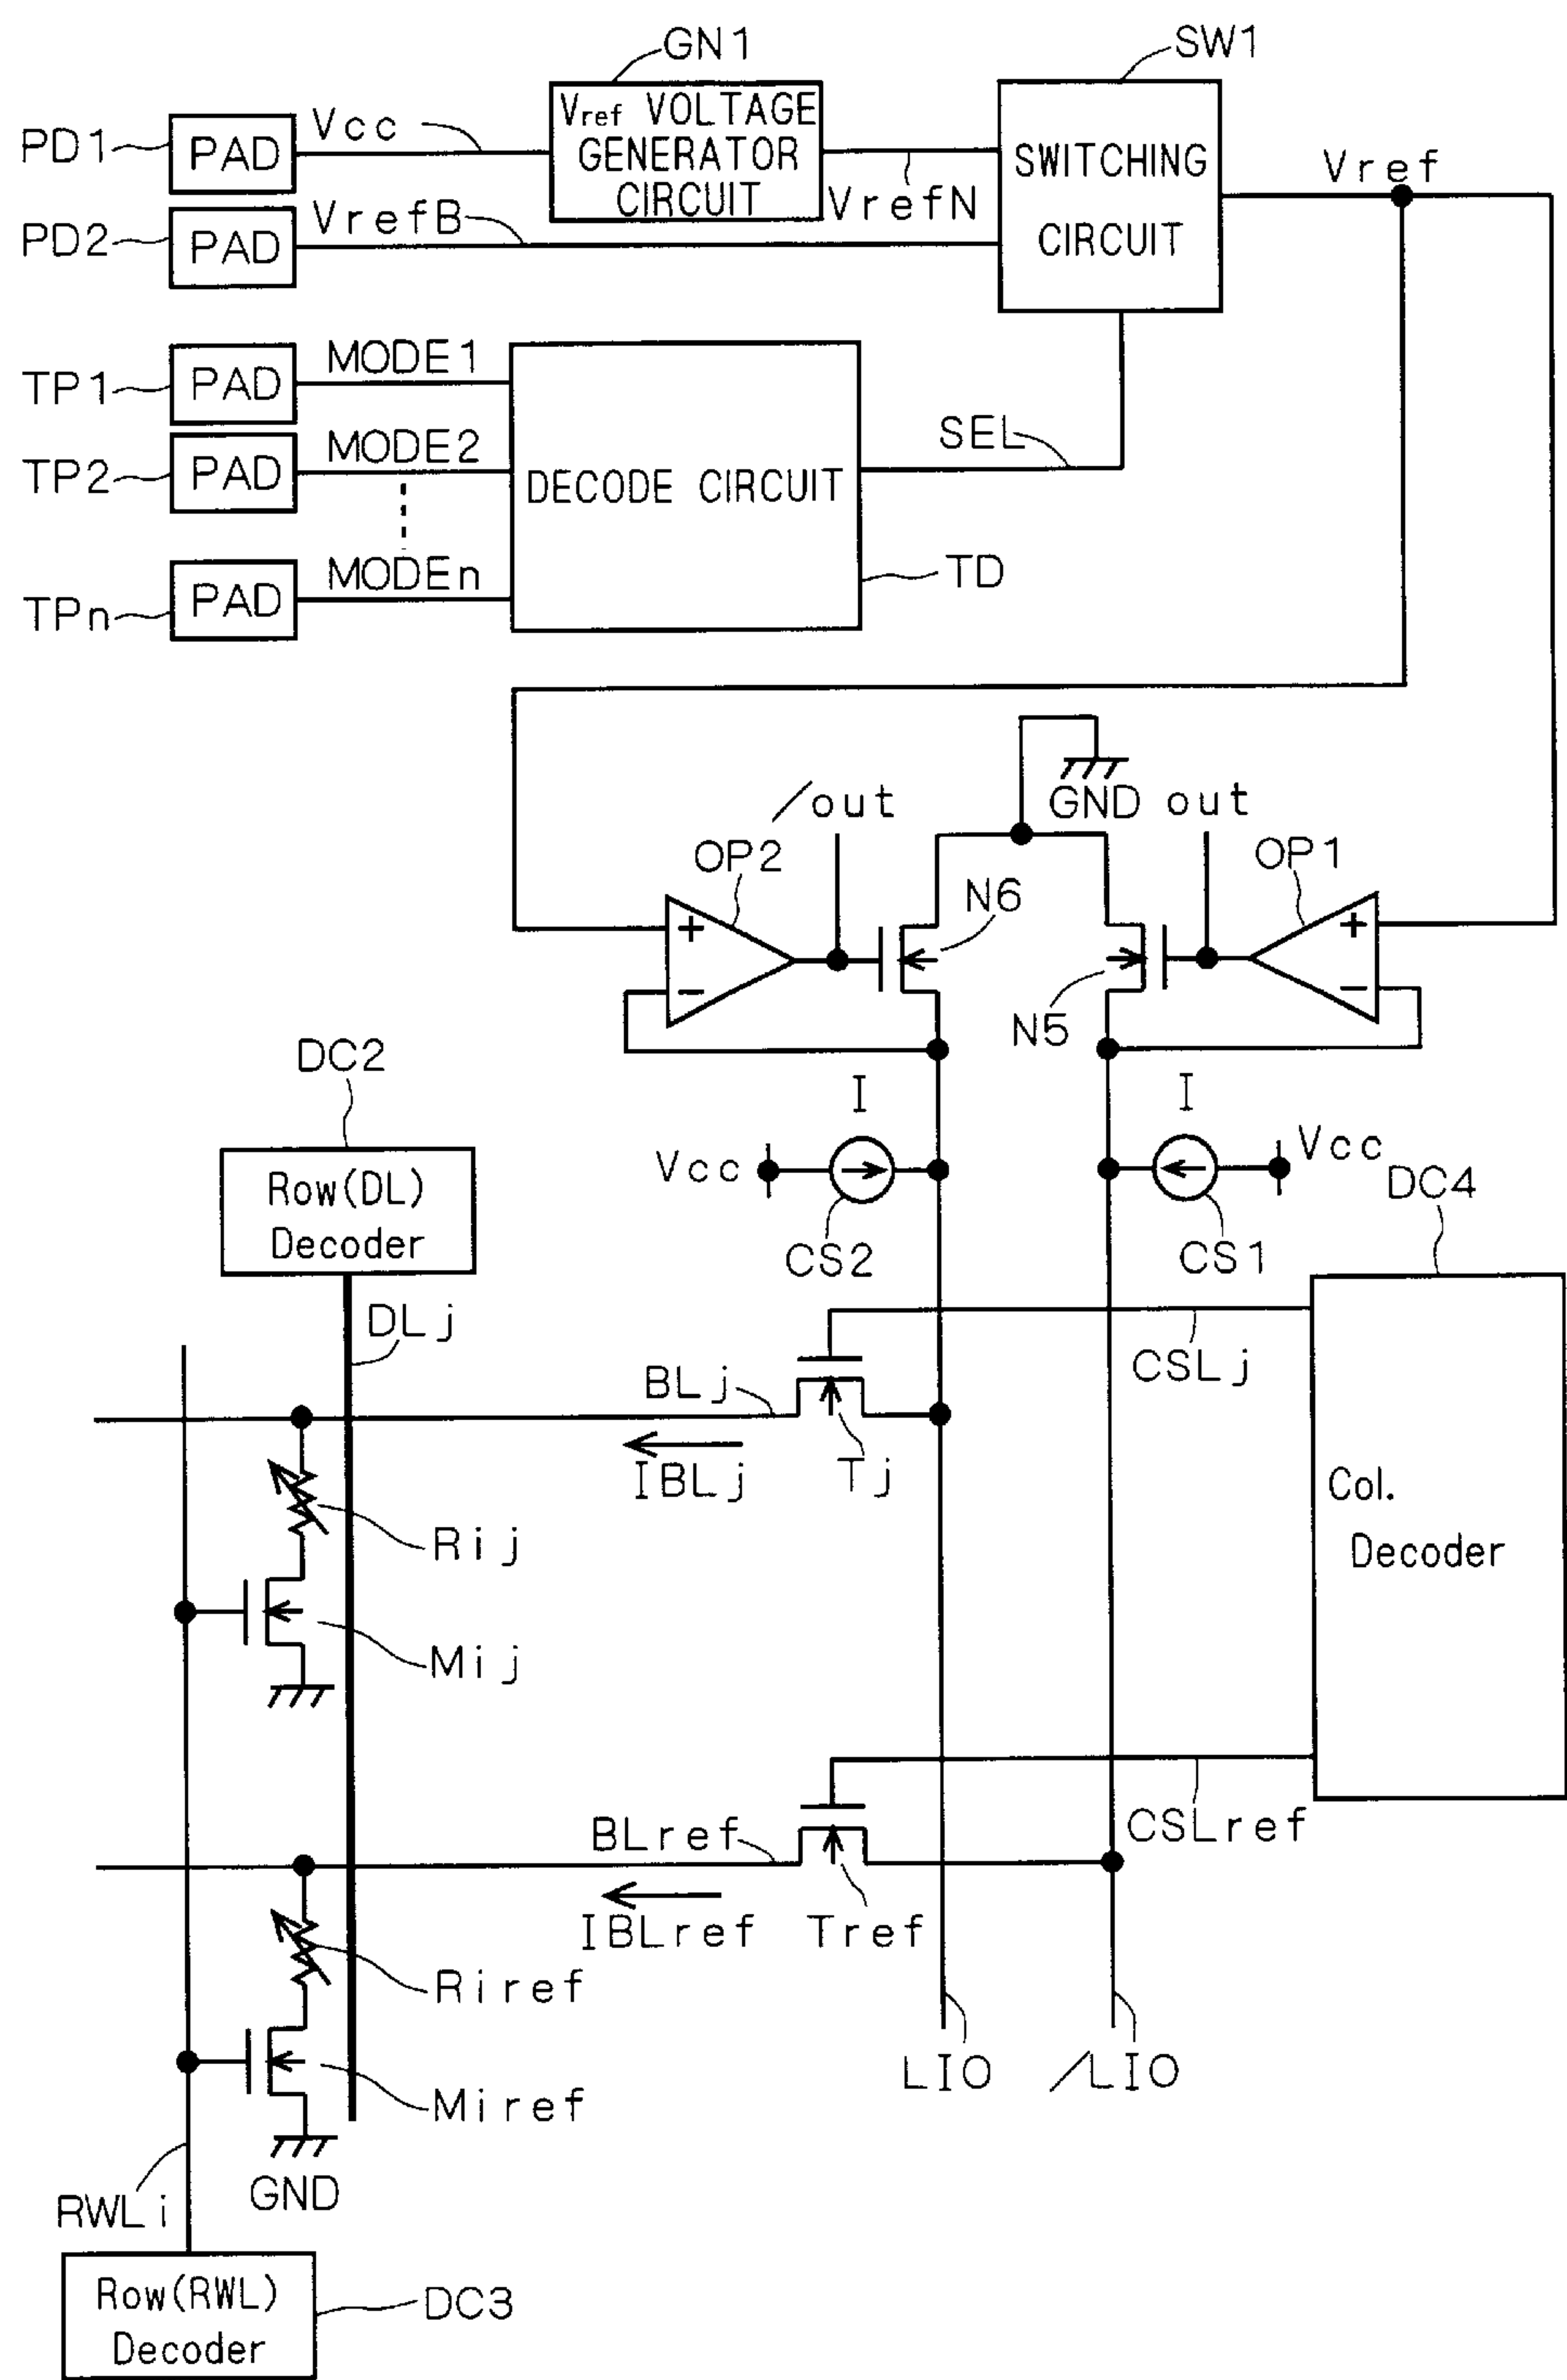 GN1
SW1
PD1
PAD
Vcc
Vref VOLTAGE
GENERATOR
CIRCUIT
VrefN
SWITCHING
CIRCUIT
Vref
PD2
PAD
VrefB
TP1
PAD
MODE1
TP2
PAD
MODE2
DECODE CIRCUIT
SEL
TPn
PAD
MODEn
TD
/out
GND
out
OP2
N6
OP1
+
−
+
−
N5
DC2
I
I
Row(DL)
Decoder
Vcc
Vcc
DC4
CS2
CS1
DLj
CSLj
BLj
IBLj
Tj
Col.
Decoder
Rij
Mij
BLref
CSLref
IBLref
Tref
Riref
LIO
/LIO
Miref
GND
RWLi
Row(RWL)
Decoder
DC3